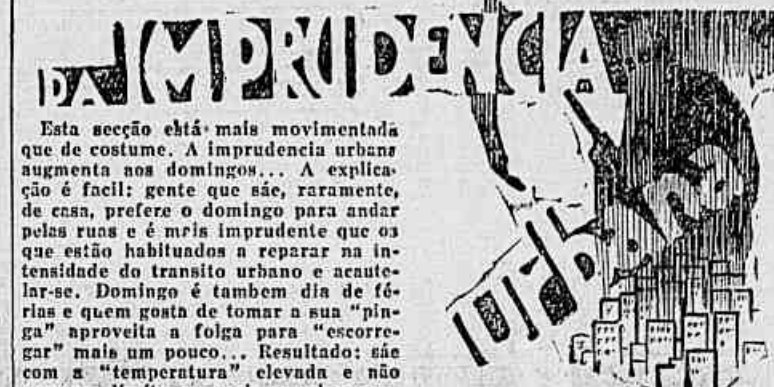 DA IMPRUDENCIA
urbana
Esta secção está mais movimentada
que de costume. A imprudencia urbana
augmenta aos domingos... A explica-
ção é facil: gente que sáe, raramente,
de casa, prefere o domingo para andar
pelas ruas e é mris imprudente que os
que estão habituados a reparar na in-
tensidade do transito urbano e acaute-
lar-se. Domingo é tambem dia de fé-
rias e quem gosta de tomar a sua "pin-
ga" aproveita a folga para "escorre-
gar" mais um pouco... Resultado: sáe
com a "temperatura" elevada e não